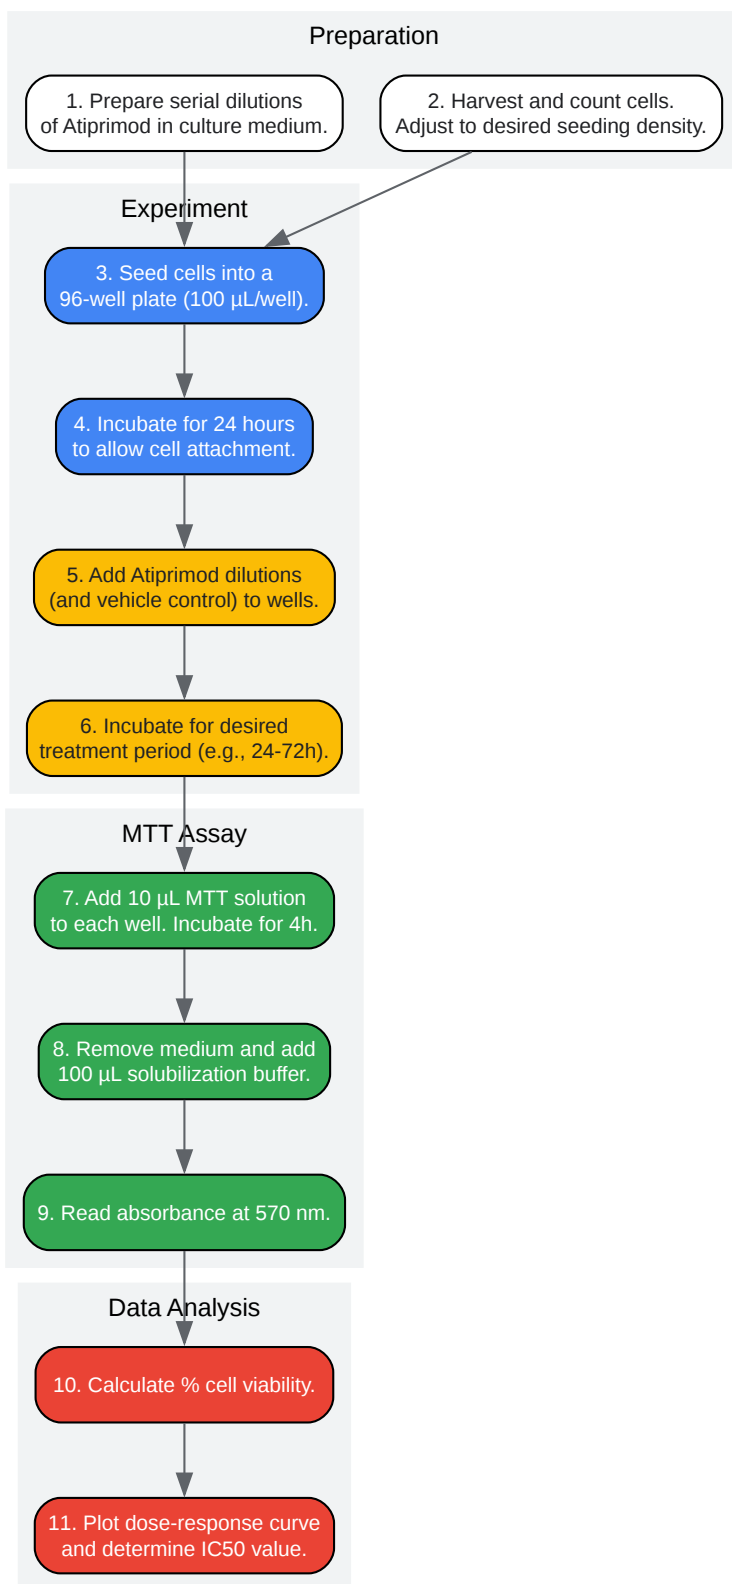 Preparation
1. Prepare serial dilutions
of Atiprimod in culture medium.
2. Harvest and count cells.
Adjust to desired seeding density.
Experiment
3. Seed cells into a
96-well plate (100 µL/well).
4. Incubate for 24 hours
to allow cell attachment.
5. Add Atiprimod dilutions
(and vehicle control) to wells.
6. Incubate for desired
treatment period (e.g., 24-72h).
MTT Assay
7. Add 10 µL MTT solution
to each well. Incubate for 4h.
8. Remove medium and add
100 µL solubilization buffer.
9. Read absorbance at 570 nm.
Data Analysis
10. Calculate % cell viability.
11. Plot dose-response curve
and determine IC50 value.